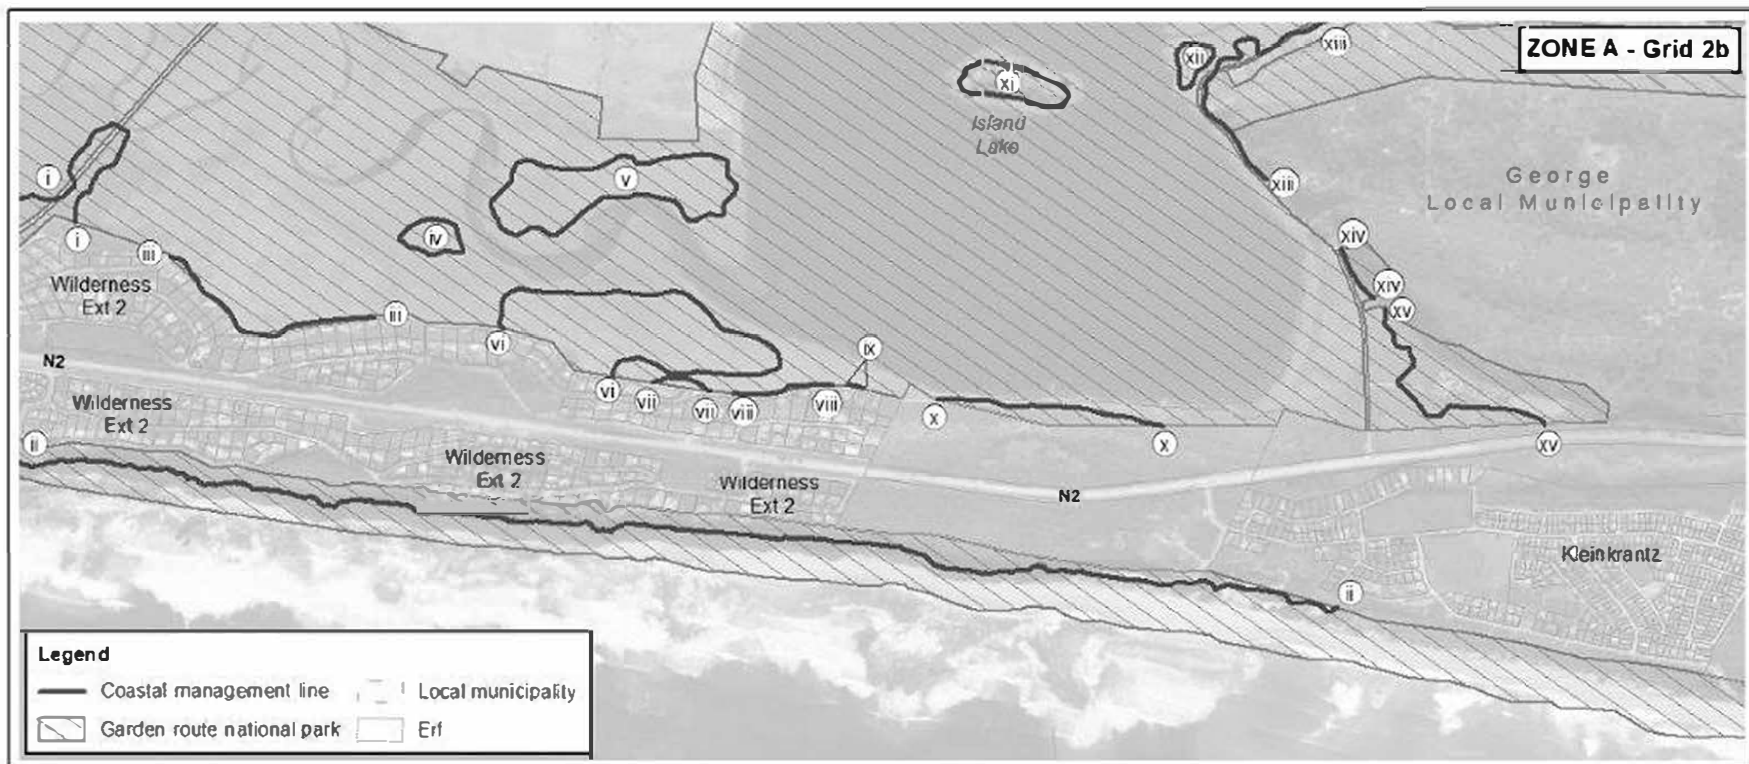 ZONE A - Grid 2b
xiii
xii
xi
Island
Lake
i
v
xiii
George
Local Municipality
i
iii
iv
xiv
Wilderness
Ext 2
xiv
iii
xv
vi
ix
N2
vi
vii
vii
viii
viii
x
x
xv
Wilderness
Ext 2
ii
Wilderness
Ext 2
Wilderness
Ext 2
N2
Kleinkrantz
ii
Legend
Coastal management line
Local municipality
Garden route national park
Erf